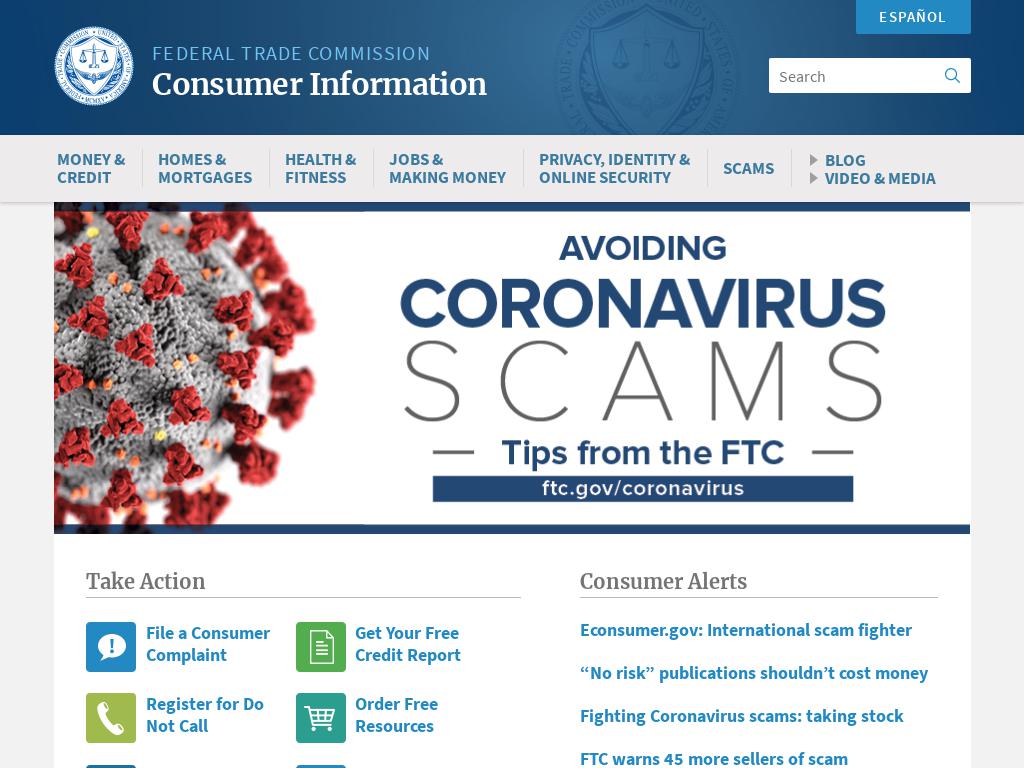 ESPAÑOL
FEDERAL TRADE COMMISSION
Consumer Information
Search
MONEY &
CREDIT
HOMES &
MORTGAGES
HEALTH &
FITNESS
JOBS &
MAKING MONEY
PRIVACY, IDENTITY &
ONLINE SECURITY
SCAMS
BLOG
VIDEO & MEDIA
AVOIDING
CORONAVIRUS
SCAMS
Tips from the FTC
ftc.gov/coronavirus
Take Action
File a Consumer
Complaint
Get Your Free
Credit Report
Register for Do
Not Call
Order Free
Resources
Consumer Alerts
Econsumer.gov: International scam fighter
“No risk” publications shouldn’t cost money
Fighting Coronavirus scams: taking stock
FTC warns 45 more sellers of scam